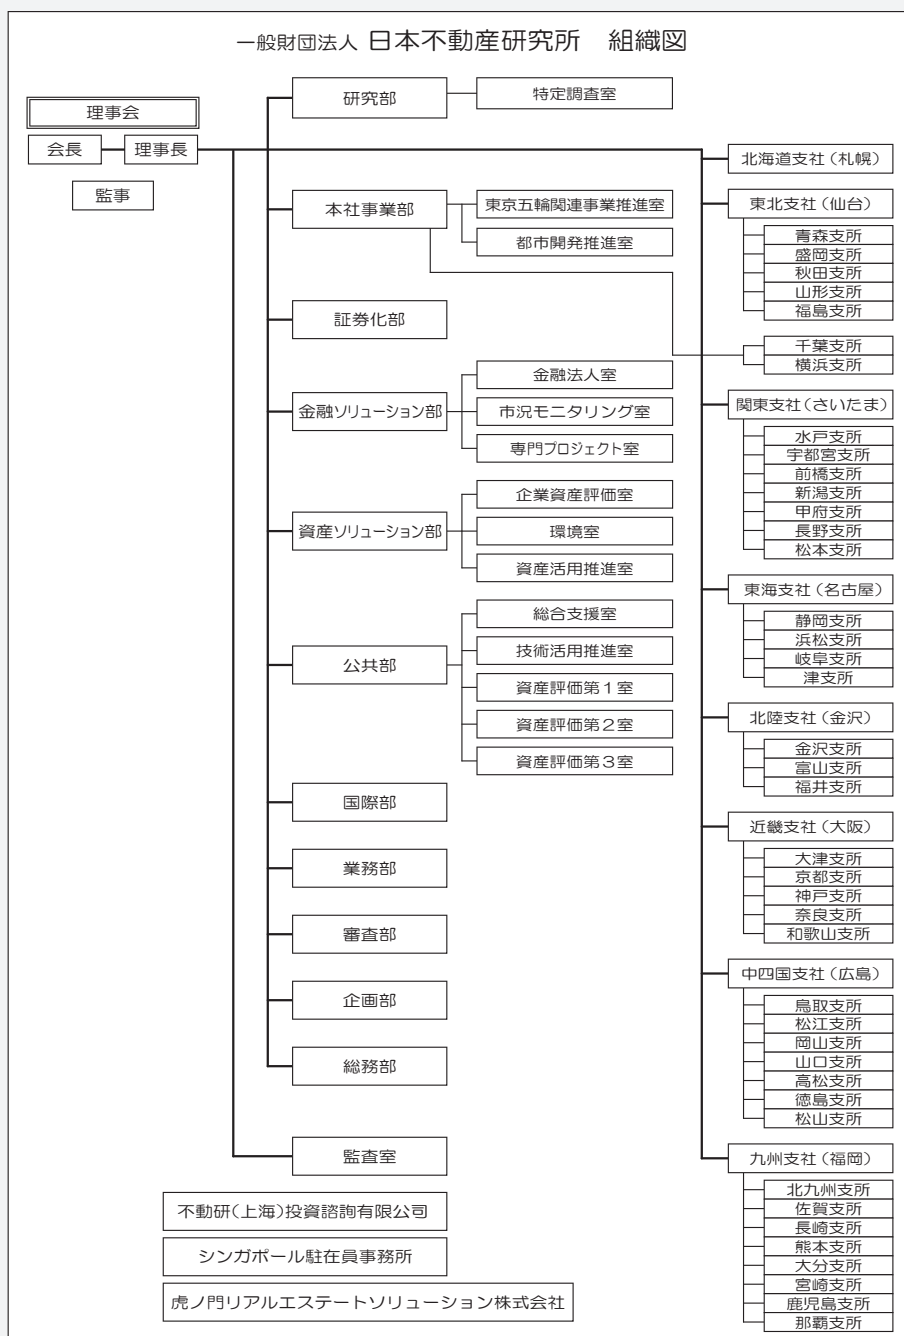 一般財団法人 日本不動産研究所　組織図
理事会
会長
理事長
監事
研究部
特定調査室
本社事業部
東京五輪関連事業推進室
都市開発推進室
証券化部
金融ソリューション部
金融法人室
市況モニタリング室
専門プロジェクト室
資産ソリューション部
企業資産評価室
環境室
資産活用推進室
公共部
総合支援室
技術活用推進室
資産評価第1室
資産評価第2室
資産評価第3室
国際部
業務部
審査部
企画部
総務部
監査室
不動研(上海)投資諮詢有限公司
シンガポール駐在員事務所
虎ノ門リアルエステートソリューション株式会社
北海道支社(札幌)
東北支社(仙台)
青森支所
盛岡支所
秋田支所
山形支所
福島支所
千葉支所
横浜支所
関東支社(さいたま)
水戸支所
宇都宮支所
前橋支所
新潟支所
甲府支所
長野支所
松本支所
東海支社(名古屋)
静岡支所
浜松支所
岐阜支所
津支所
北陸支社(金沢)
金沢支所
富山支所
福井支所
近畿支社(大阪)
大津支所
京都支所
神戸支所
奈良支所
和歌山支所
中四国支社(広島)
鳥取支所
松江支所
岡山支所
山口支所
高松支所
徳島支所
松山支所
九州支社(福岡)
北九州支所
佐賀支所
長崎支所
熊本支所
大分支所
宮崎支所
鹿児島支所
那覇支所